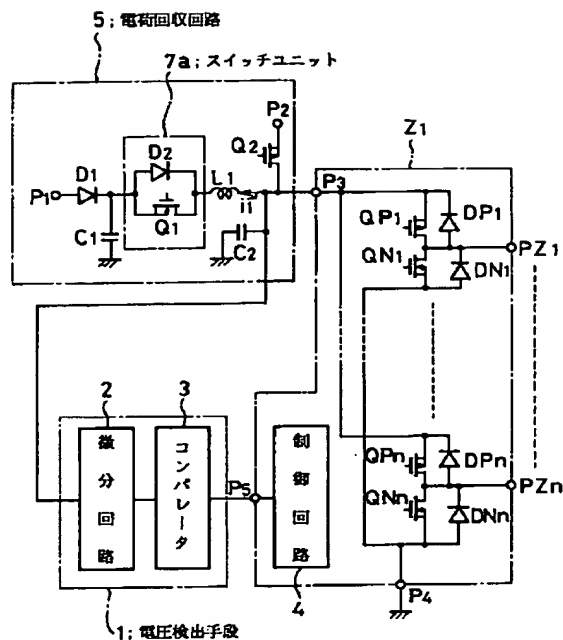 5；電荷回収回路
7a；スイッチユニット
P2
Z1
Q2
D2
L1
P3
D1
P1
i1
QP1
DP1
Q1
C1
C2
PZ1
QN1
DN1
2
3
微分回路
コンパレータ
制御回路
P5
QPn
DPn
PZn
QNn
DNn
4
P4
1；電圧検出手段